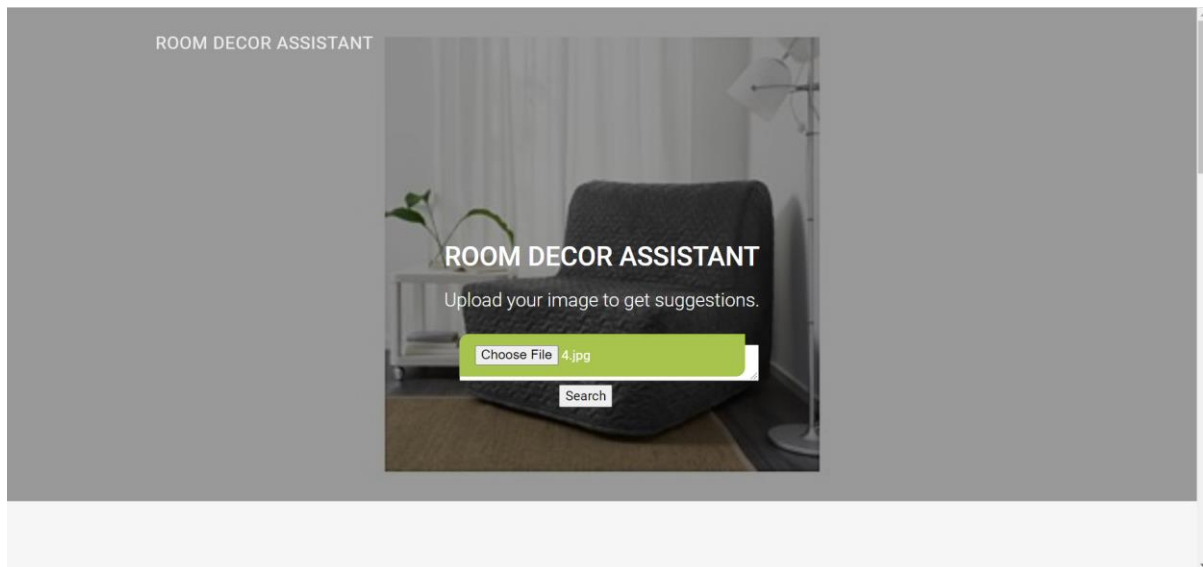 ROOM DECOR ASSISTANT
ROOM DECOR ASSISTANT
Upload your image to get suggestions.
Choose File 4.jpg
Search